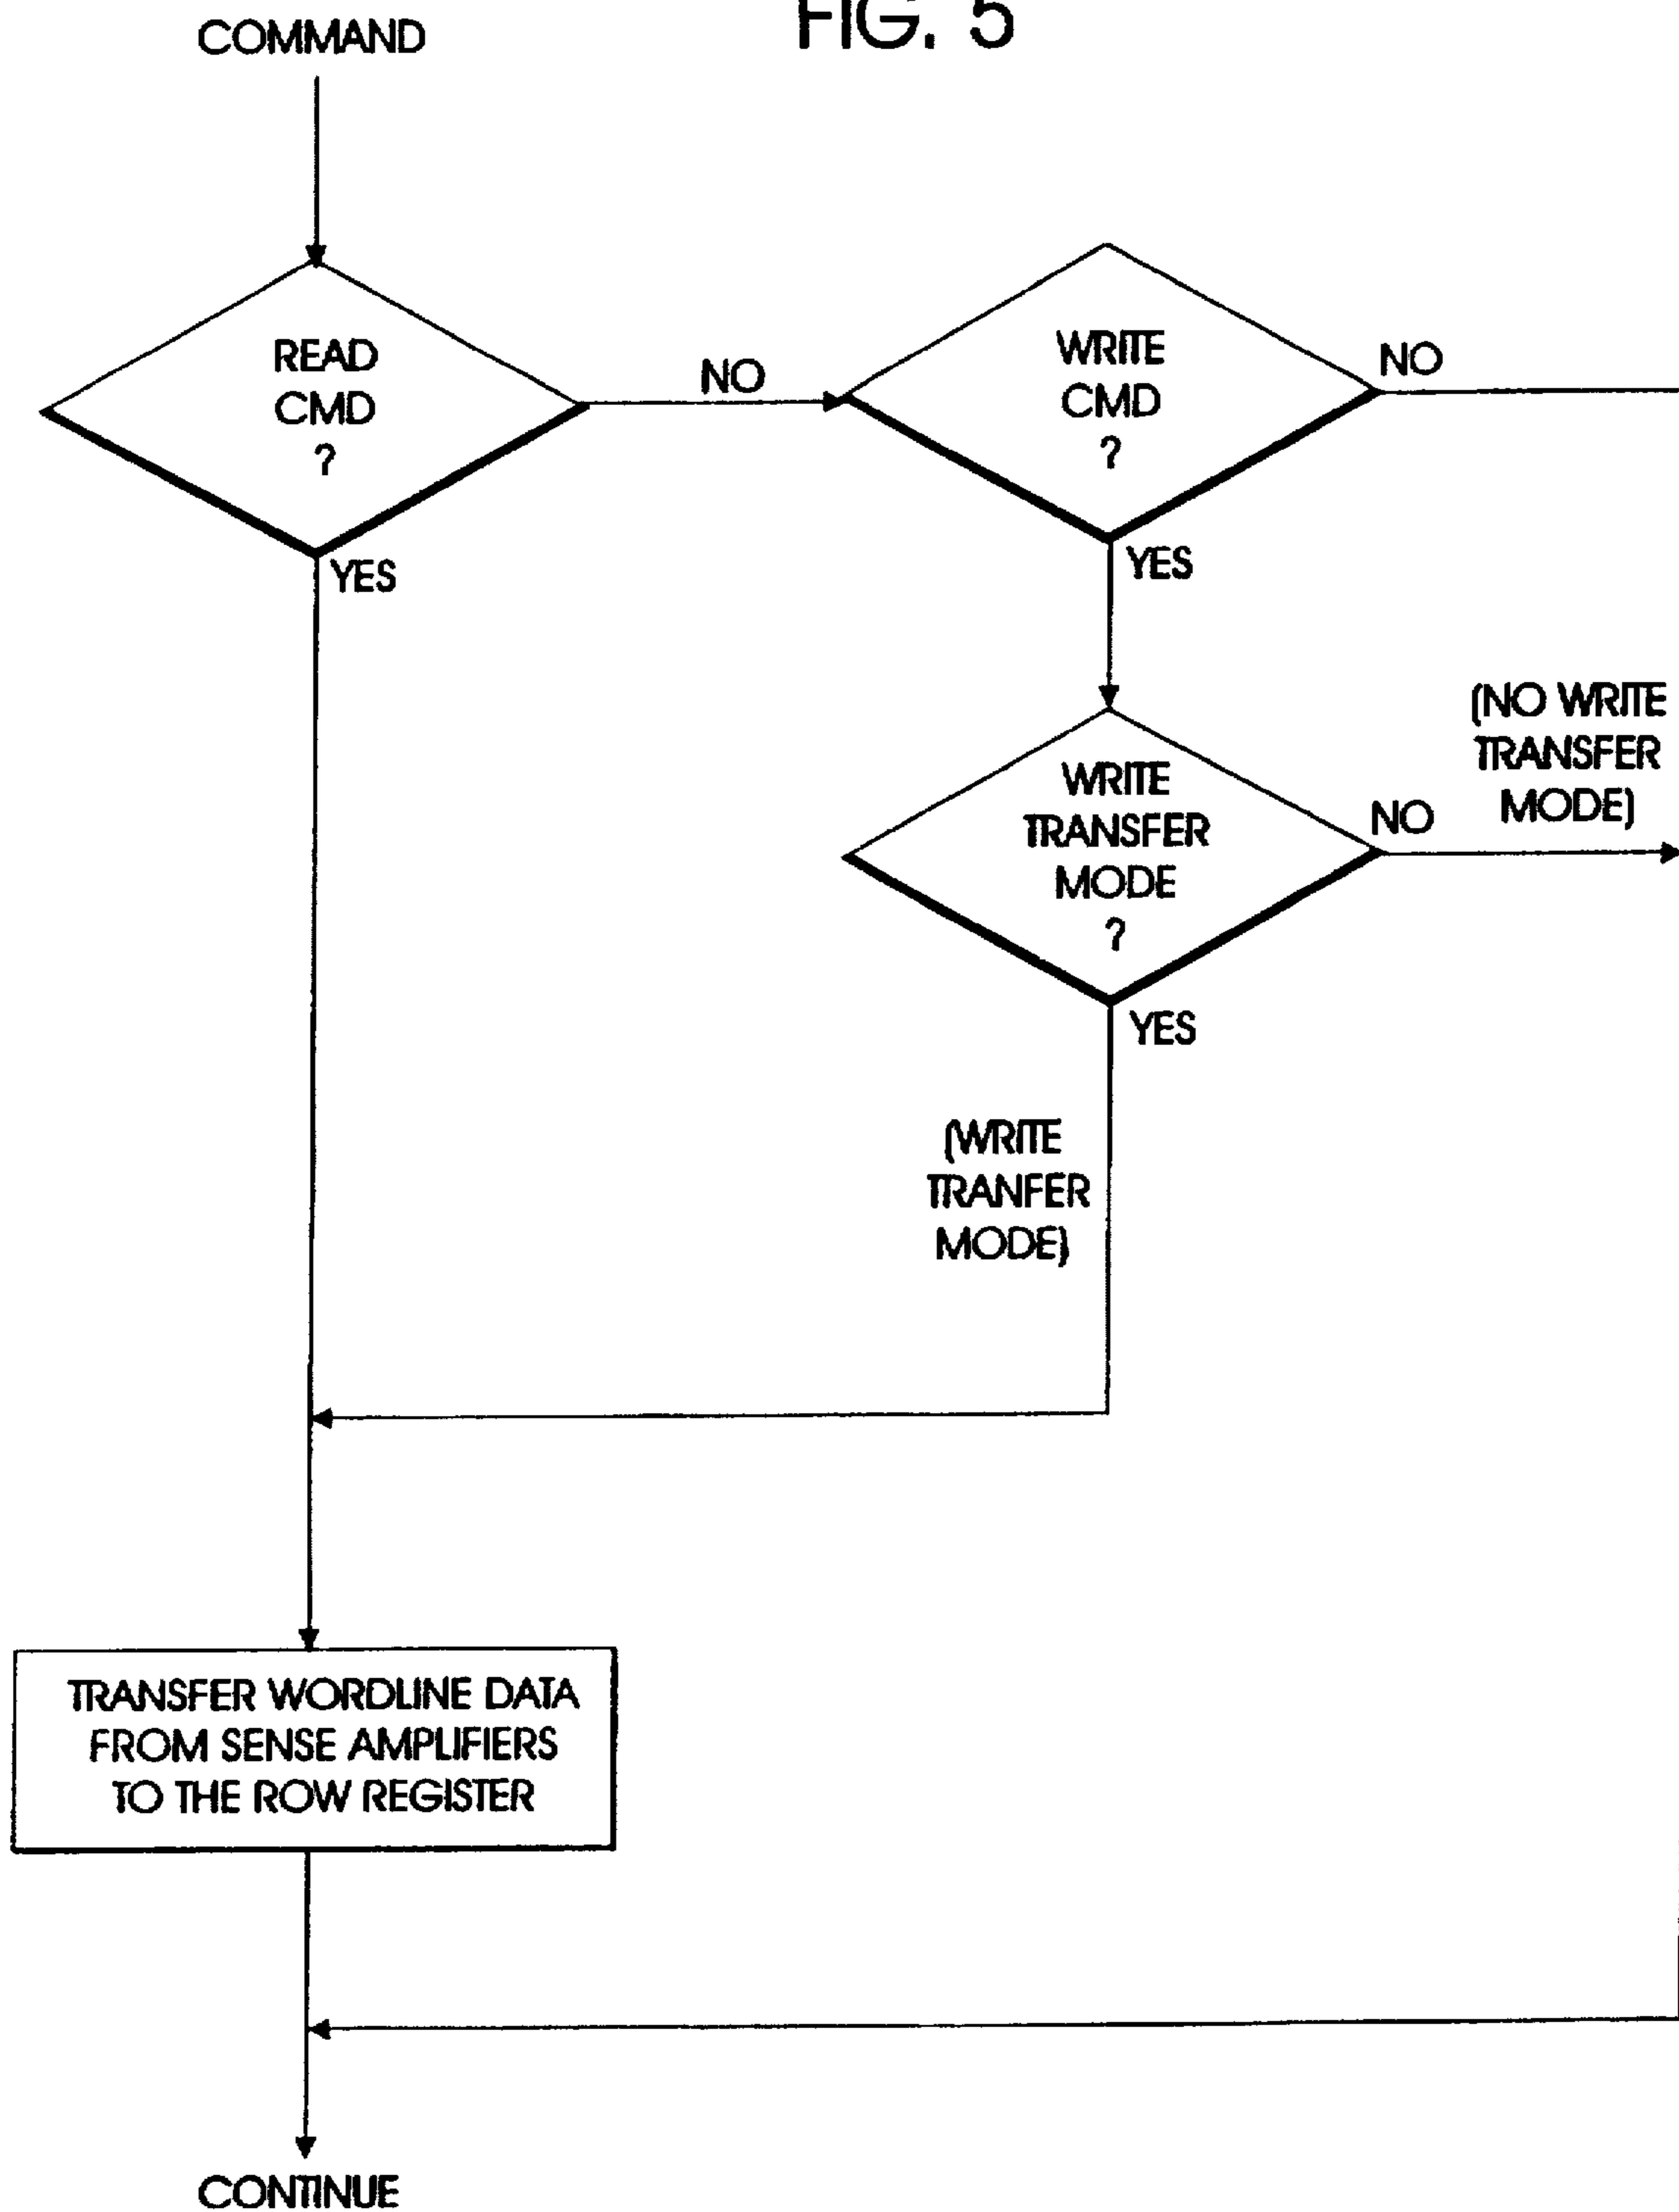 FIG. 5
COMMAND
READ
CMD
?
NO
WRITE
CMD
?
NO
YES
YES
(NO WRITE
TRANSFER
MODE)
WRITE
TRANSFER
MODE
?
NO
YES
(WRITE
TRANFER
MODE)
TRANSFER WORDLINE DATA
FROM SENSE AMPLIFIERS
TO THE ROW REGISTER
CONTINUE